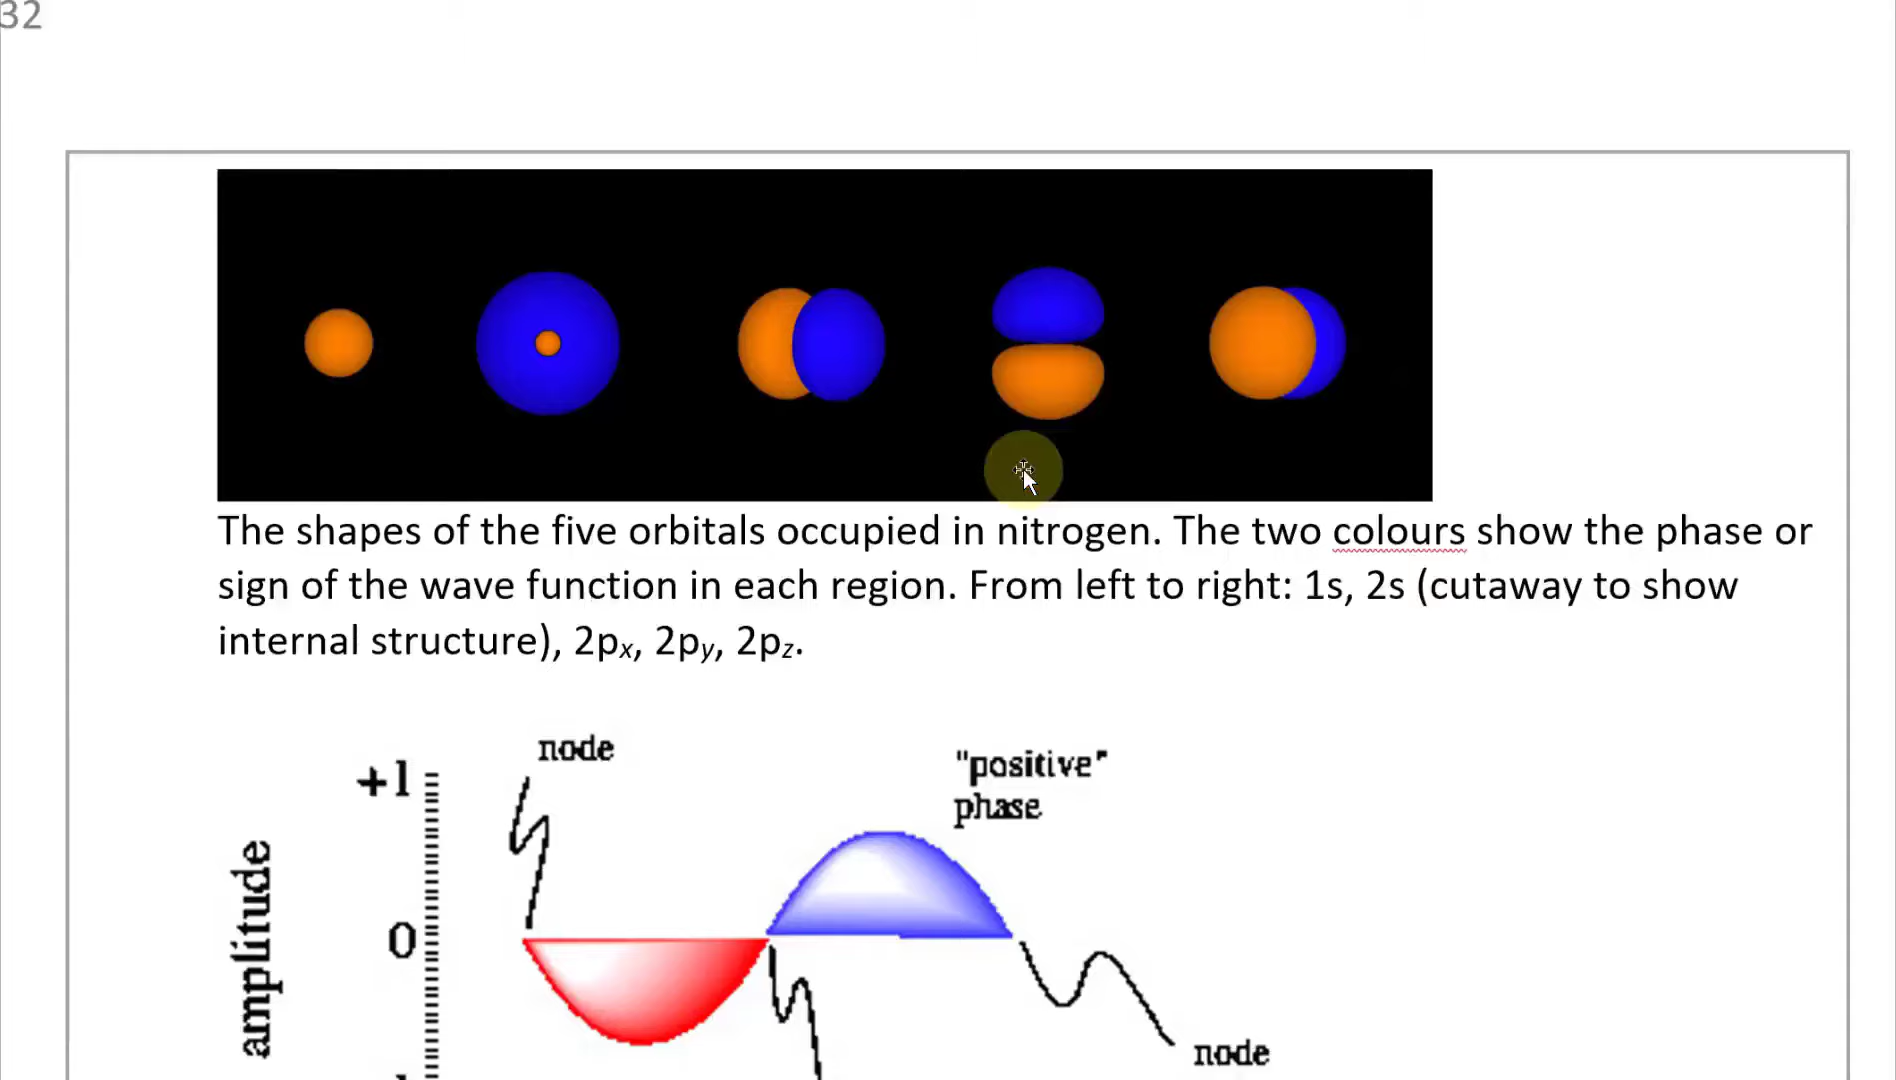 32
The shapes of the five orbitals occupied in nitrogen. The two colours show the phase or
sign of the wave function in each region. From left to right: 1s, 2s (cutaway to show
internal structure), 2px, 2py, 2pz.
node
"positive"
phase
+1
amplitude
0
node